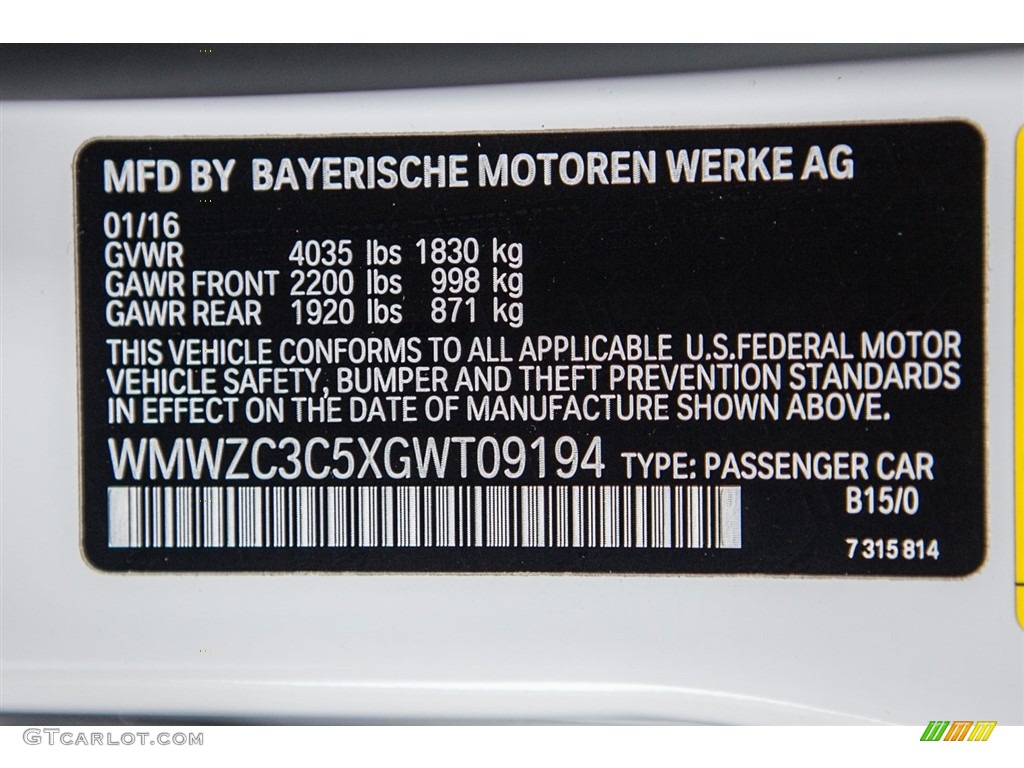 MFD BY BAYERISCHE MOTOREN WERKE AG
01/16
GVWR 4035 lbs 1830 kg
GAWR FRONT 2200 lbs 998 kg
GAWR REAR 1920 lbs 871 kg
THIS VEHICLE CONFORMS TO ALL APPLICABLE U.S.FEDERAL MOTOR
VEHICLE SAFETY, BUMPER AND THEFT PREVENTION STANDARDS
IN EFFECT ON THE DATE OF MANUFACTURE SHOWN ABOVE.
WMWZC3C5XGWT09194 TYPE: PASSENGER CAR
B15/0
7 315 814
GTCARLOT.COM